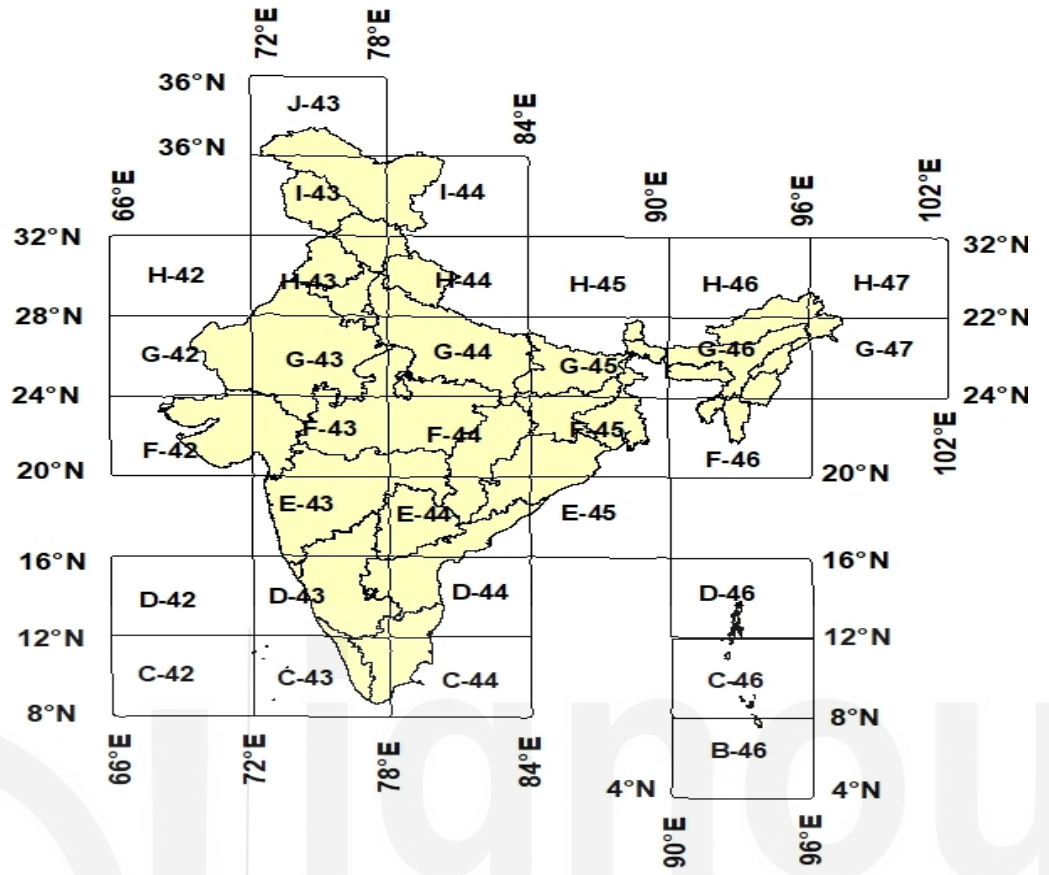 72°E 78°E
36°N
J-43
84°E
36°N
66°E I-43 I-44 90°E 96°E 102°E
32°N 32°N
H-42 H-43 H-44 H-45 H-46 H-47
28°N 22°N
G-42 G-43 G-44 G-45 G-46 G-47
24°N 24°N
F-42 F-43 F-44 F-45 F-46 102°E
20°N 20°N
E-43 E-44 E-45
16°N 16°N
D-42 D-43 D-44 D-46
12°N 12°N
C-42 C-43 C-44 C-46
8°N 8°N
66°E 72°E 78°E 84°E B-46
4°N 4°N
90°E 96°E
ignou